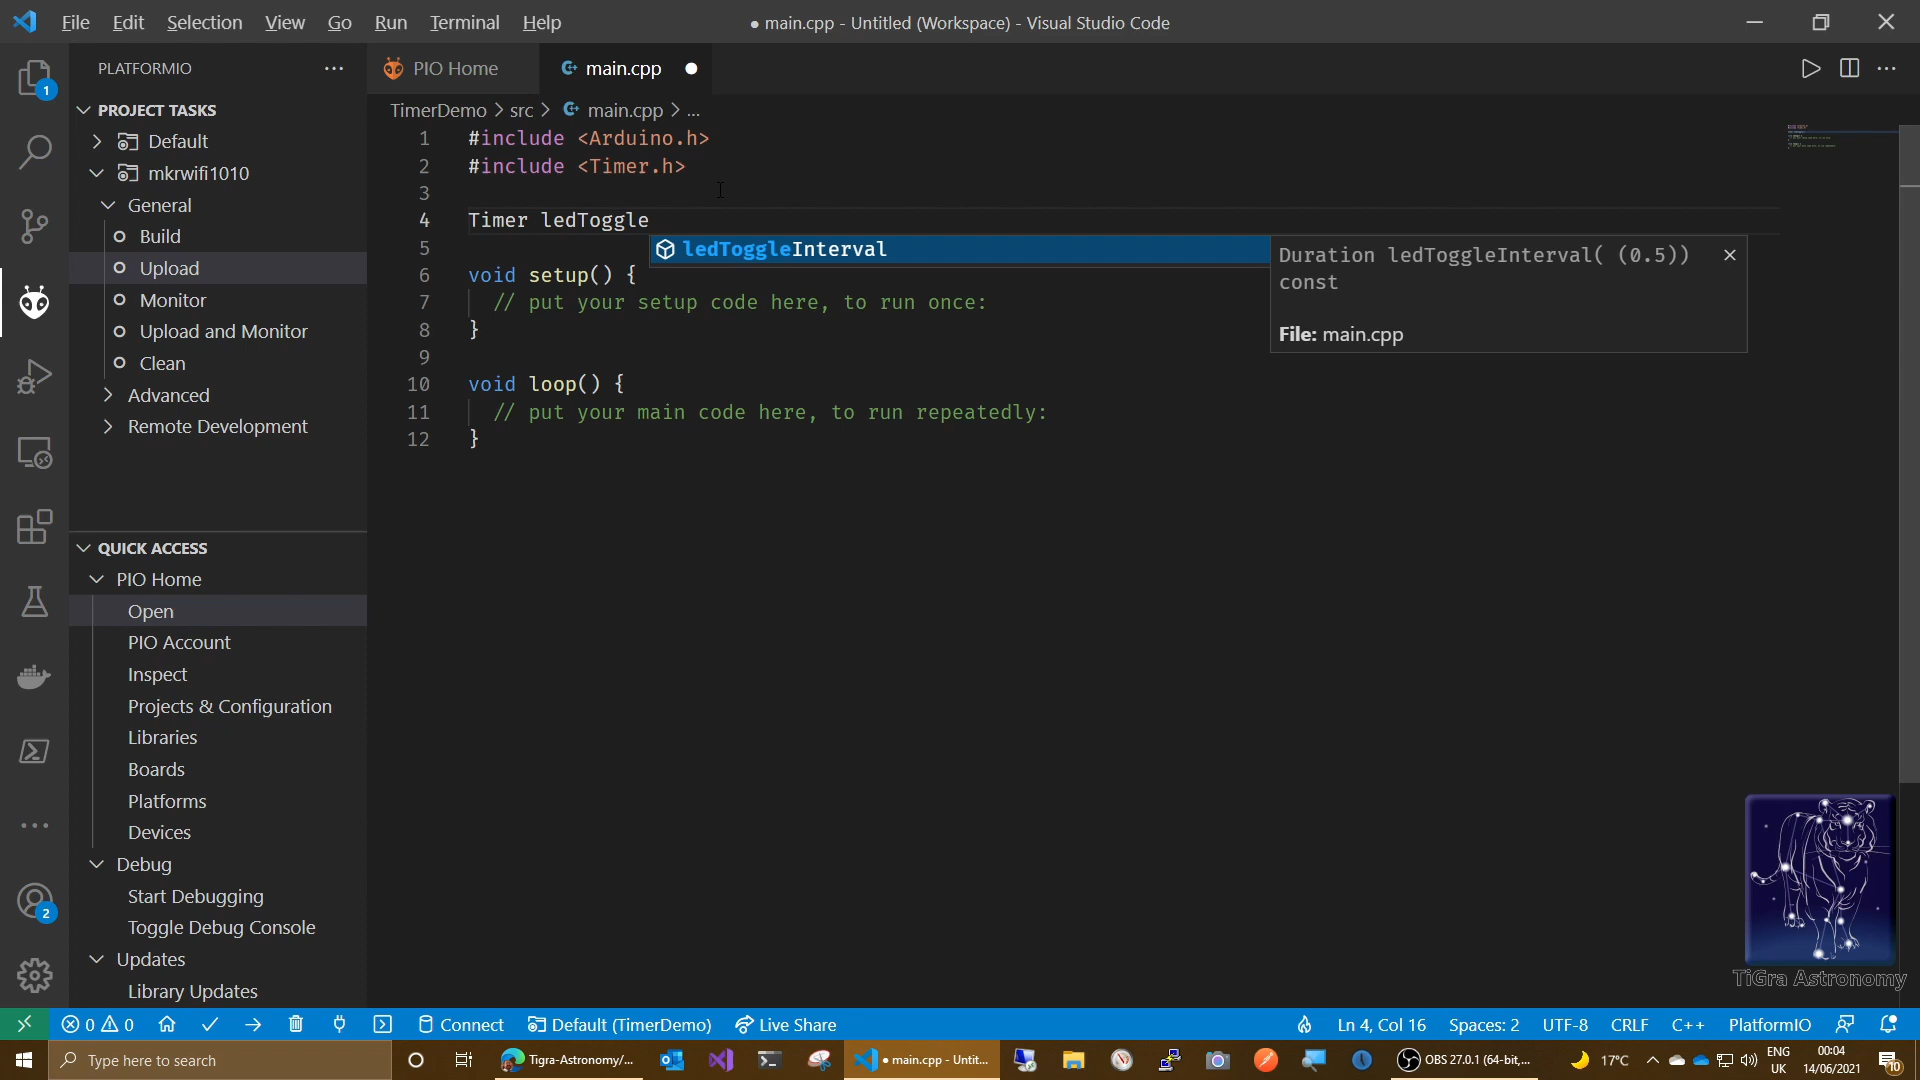 File Edit Selection View Go Run Terminal Help
● main.cpp - Untitled (Workspace) - Visual Studio Code
PLATFORMIO
PIO Home
main.cpp
1
TimerDemo > src > main.cpp > ...
PROJECT TASKS
Default
mkrwifi1010
General
Build
Upload
Monitor
Upload and Monitor
Clean
Advanced
Remote Development
1 #include <Arduino.h>
2 #include <Timer.h>
3
4 Timer ledToggle
ledToggleInterval
Duration ledToggleInterval( (0.5))
const
File: main.cpp
5
6 void setup() {
7 // put your setup code here, to run once:
8 }
9
10 void loop() {
11 // put your main code here, to run repeatedly:
12 }
QUICK ACCESS
PIO Home
Open
PIO Account
Inspect
Projects & Configuration
Libraries
Boards
Platforms
Devices
Debug
Start Debugging
Toggle Debug Console
Updates
Library Updates
2
TiGra Astronomy
0 0 Connect Default (TimerDemo) Live Share
Ln 4, Col 16 Spaces: 2 UTF-8 CRLF C++ PlatformIO
Type here to search
Tigra-Astronomy/...
● main.cpp - Untit...
OBS 27.0.1 (64-bit,...
17°C
ENG
UK
00:04
14/06/2021
10